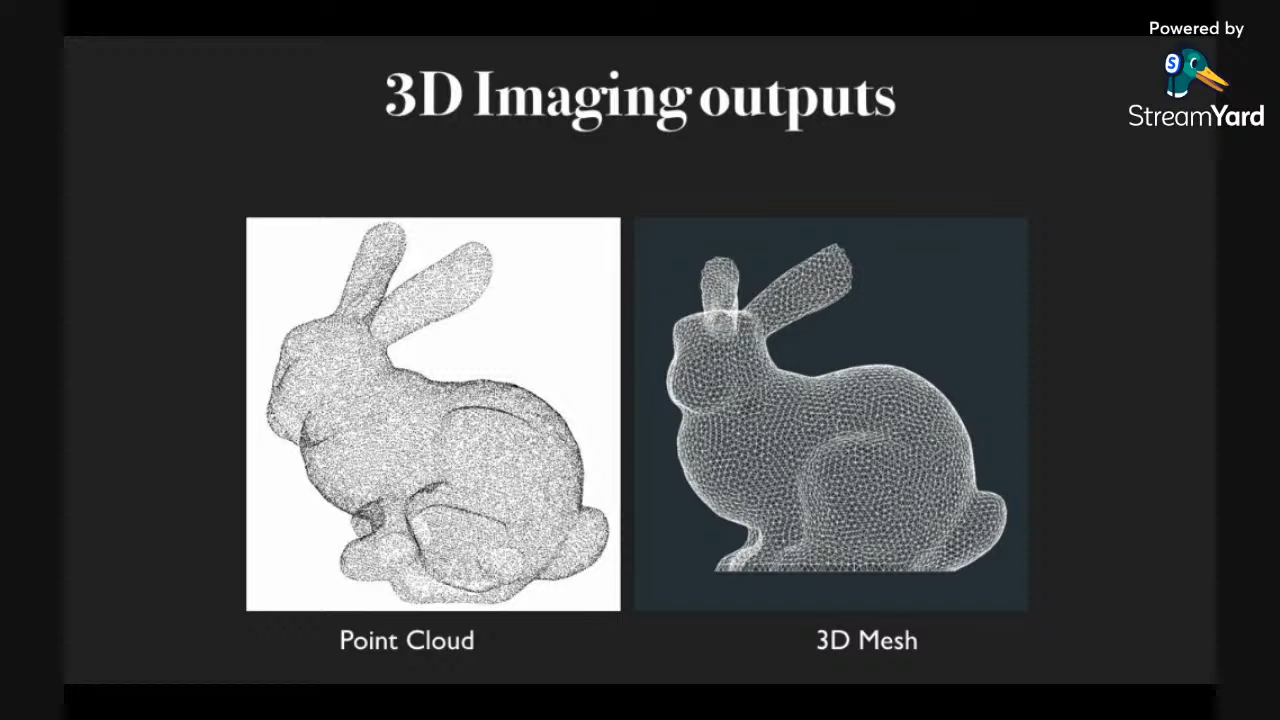 Powered by
S
StreamYard
3D Imaging outputs
Point Cloud
3D Mesh